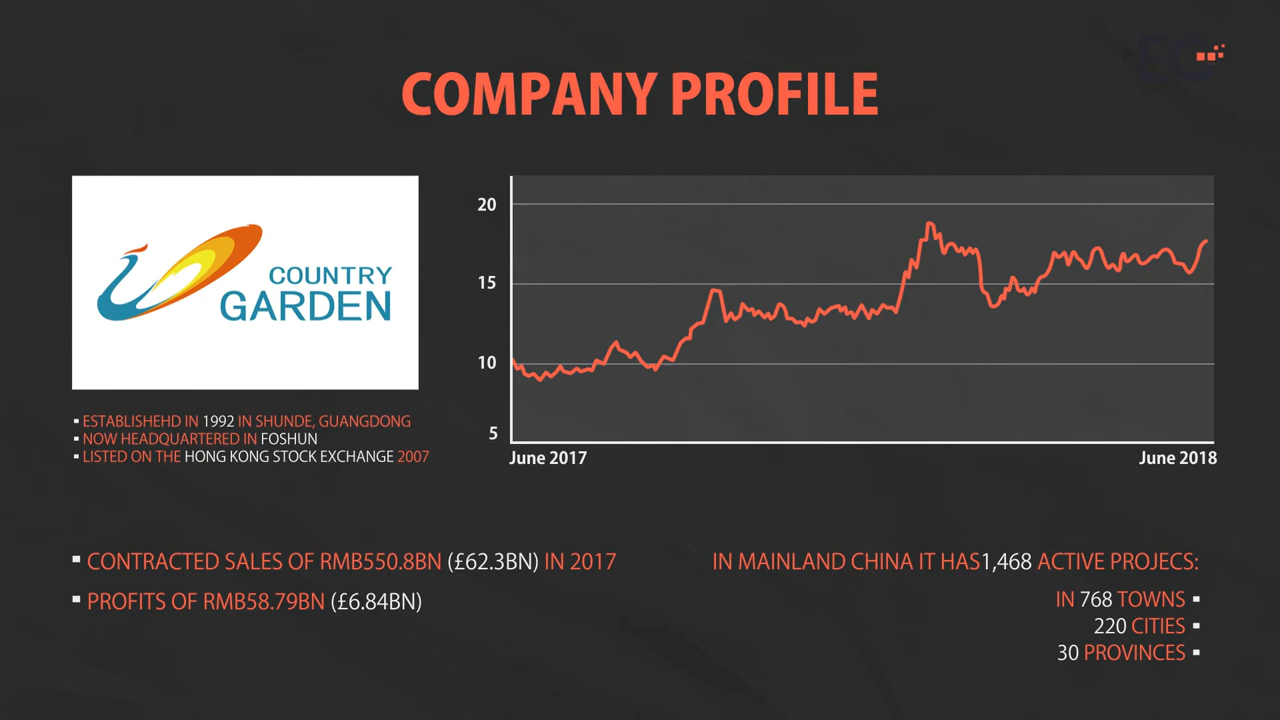 COMPANY PROFILE
COUNTRY
GARDEN
ESTABLISHEHD IN 1992 IN SHUNDE, GUANGDONG
NOW HEADQUARTERED IN FOSHUN
LISTED ON THE HONG KONG STOCK EXCHANGE 2007
20
15
10
5
June 2017
June 2018
CONTRACTED SALES OF RMB550.8BN (£62.3BN) IN 2017
PROFITS OF RMB58.79BN (£6.84BN)
IN MAINLAND CHINA IT HAS1,468 ACTIVE PROJECS:
IN 768 TOWNS
220 CITIES
30 PROVINCES